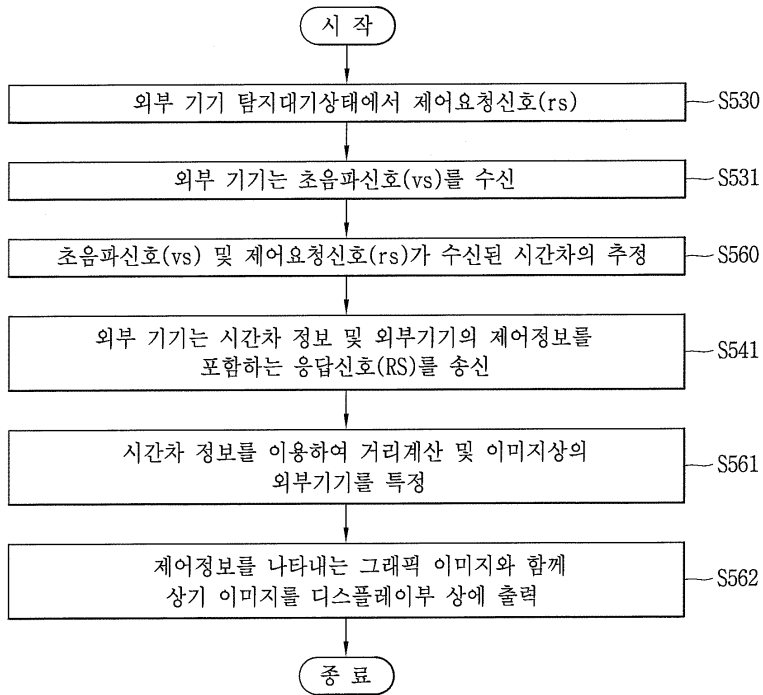 시 작
외부 기기 탐지대기상태에서 제어요청신호(rs)
S530
외부 기기는 초음파신호(vs)를 수신
S531
초음파신호(vs) 및 제어요청신호(rs)가 수신된 시간차의 추정
S560
외부 기기는 시간차 정보 및 외부기기의 제어정보를
포함하는 응답신호(RS)를 송신
S541
시간차 정보를 이용하여 거리계산 및 이미지상의
외부기기를 특정
S561
제어정보를 나타내는 그래픽 이미지와 함께
상기 이미지를 디스플레이부 상에 출력
S562
종 료